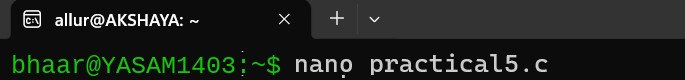 allur@AKSHAYA: ~
bhaar@YASAM1403:~$ nano practical5.c